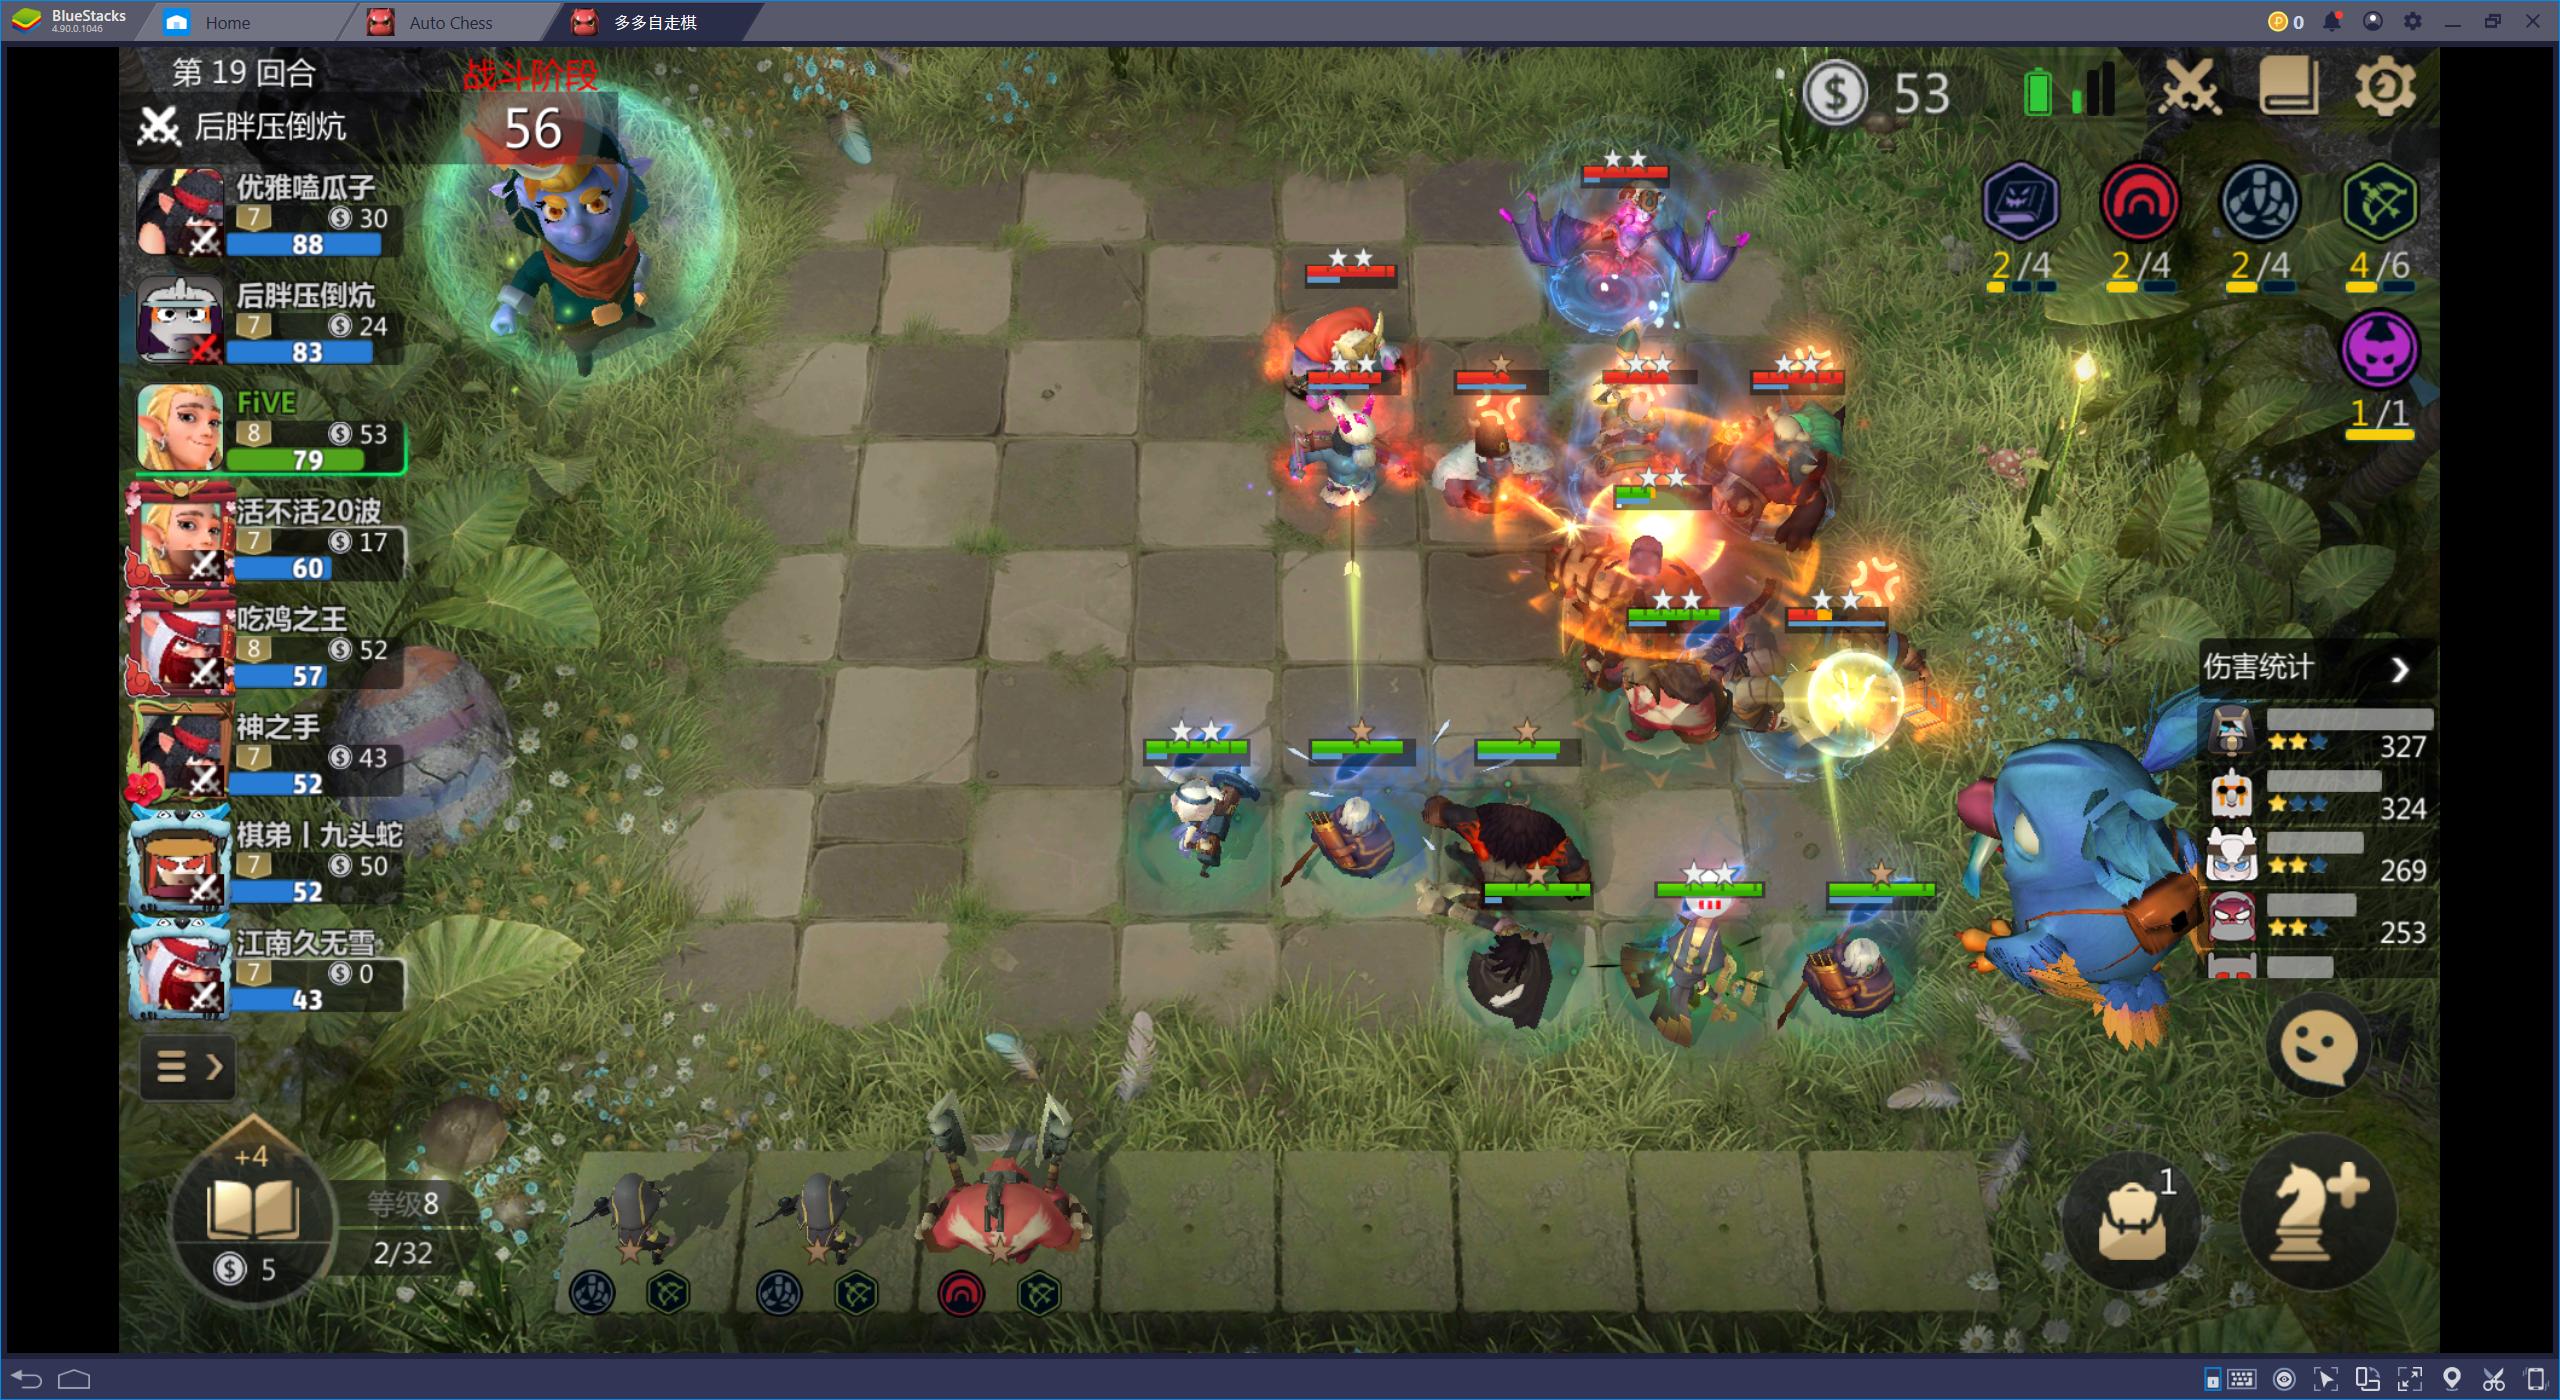 BlueStacks
4.90.0.1046
Home
Auto Chess
多多自走棋
0
第 19 回合
战斗阶段
后胖压倒炕
56
53
优雅嗑瓜子
7
30
88
后胖压倒炕
7
24
83
FiVE
8
53
79
活不活20波
7
17
60
吃鸡之王
8
52
57
神之手
7
43
52
棋弟丨九头蛇
7
50
52
江南久无雪
7
0
43
2/4
2/4
2/4
4/6
1/1
伤害统计
327
324
269
253
+4
5
等级8
2/32
1